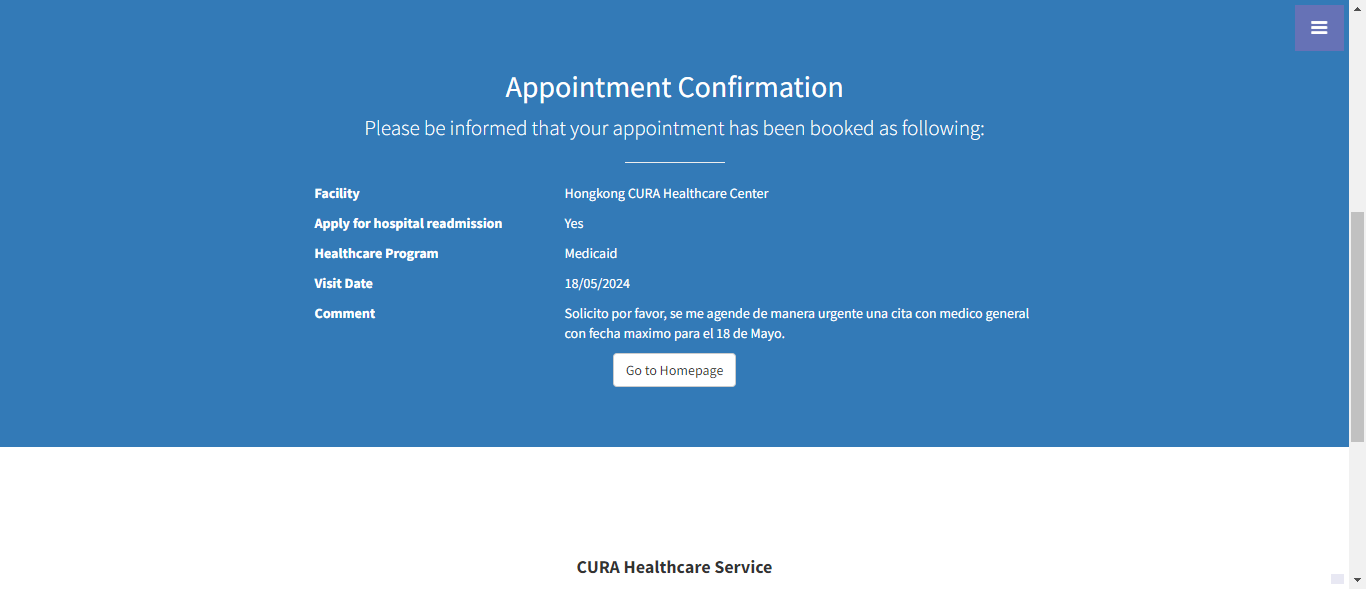 Appointment Confirmation
Please be informed that your appointment has been booked as following:
Facility Hongkong CURA Healthcare Center
Apply for hospital readmission Yes
Healthcare Program Medicaid
Visit Date 18/05/2024
Comment Solicito por favor, se me agende de manera urgente una cita con medico general
con fecha maximo para el 18 de Mayo.
Go to Homepage
CURA Healthcare Service